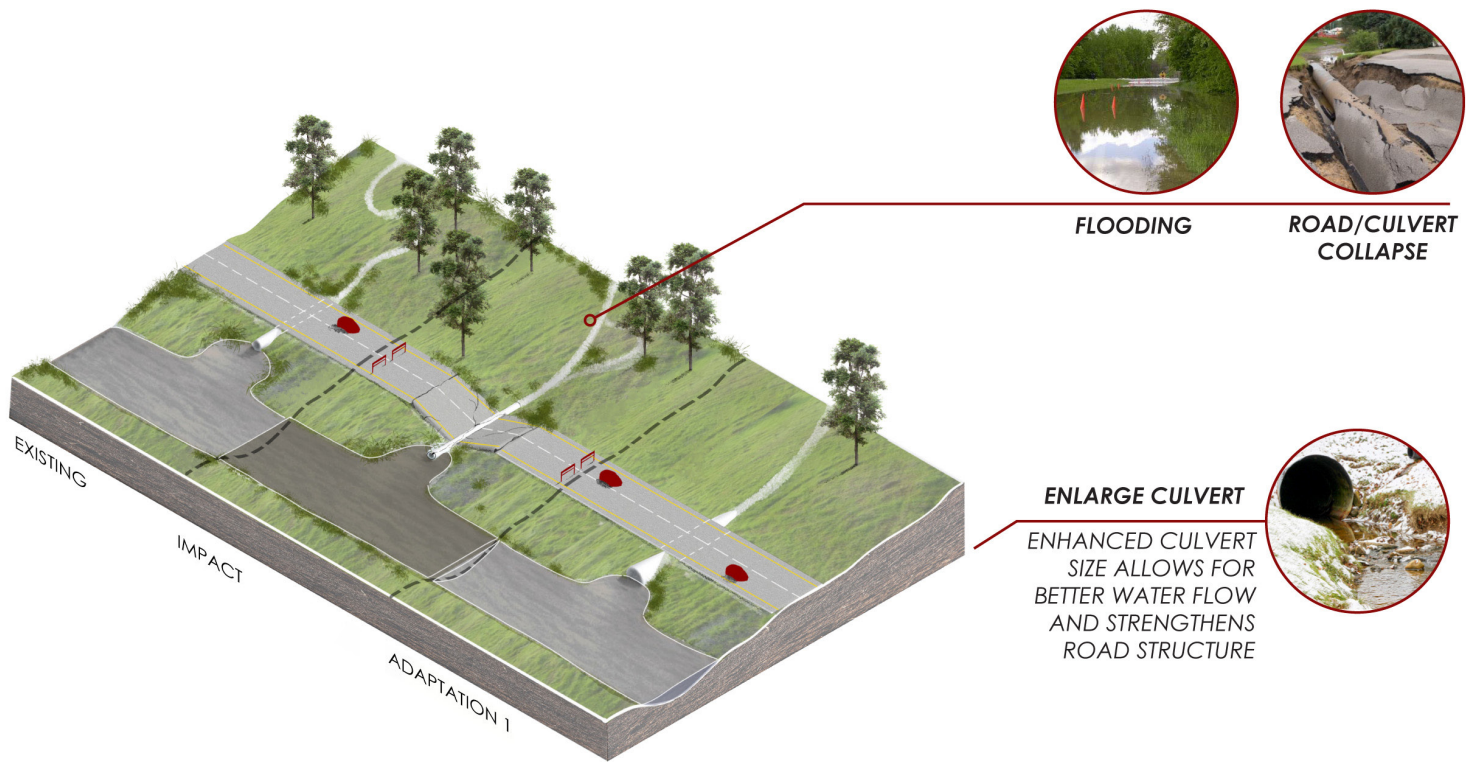 FLOODING
ROAD/CULVERT
COLLAPSE
EXISTING
IMPACT
ADAPTATION 1
ENLARGE CULVERT
ENHANCED CULVERT
SIZE ALLOWS FOR
BETTER WATER FLOW
AND STRENGTHENS
ROAD STRUCTURE